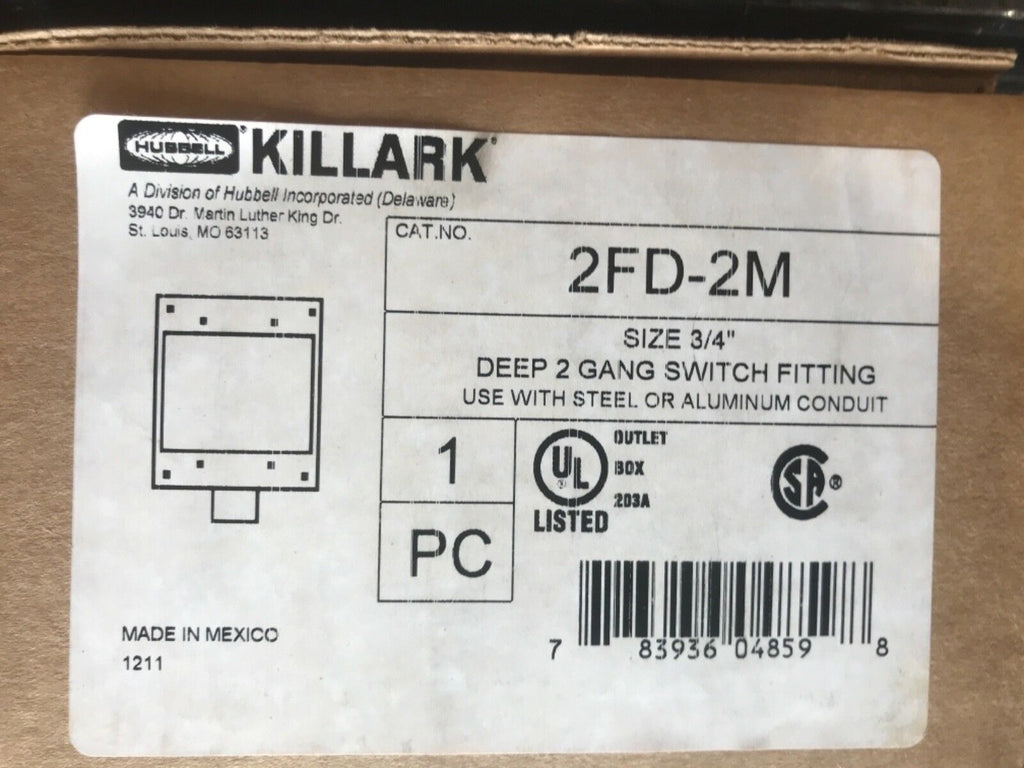 HUBBELL® KILLARK®
A Division of Hubbell Incorporated (Delaware)
3940 Dr. Martin Luther King Dr.
St. Louis, MO 63113
CAT.NO.
2FD-2M
SIZE 3/4"
DEEP 2 GANG SWITCH FITTING
USE WITH STEEL OR ALUMINUM CONDUIT
1
PC
UL®
LISTED
OUTLET
BOX
203A
SA®
7 83936 04859 8
MADE IN MEXICO
1211